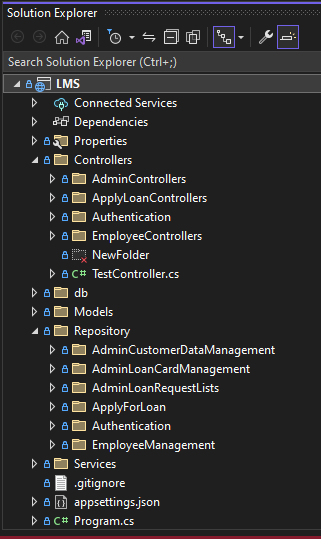 Solution Explorer
Search Solution Explorer (Ctrl+;)
LMS
Connected Services
Dependencies
Properties
Controllers
AdminControllers
ApplyLoanControllers
Authentication
EmployeeControllers
NewFolder
C# TestController.cs
db
Models
Repository
AdminCustomerDataManagement
AdminLoanCardManagement
AdminLoanRequestLists
ApplyForLoan
Authentication
EmployeeManagement
Services
.gitignore
appsettings.json
C# Program.cs